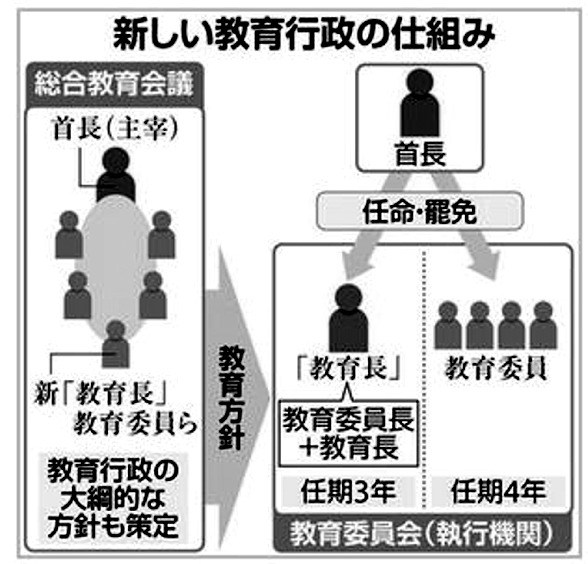 新しい教育行政の仕組み
総合教育会議
首長(主宰)
新「教育長」
教育委員ら
教育行政の
大綱的な
方針も策定
教育方針
首長
任命・罷免
「教育長」
教育委員長
+教育長
任期3年
教育委員
任期4年
教育委員会(執行機関)